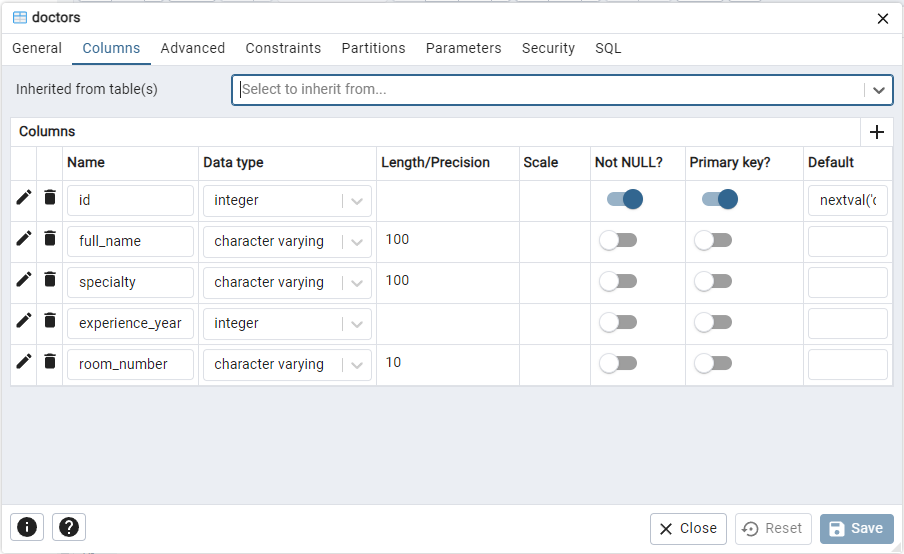 doctors
General Columns Advanced Constraints Partitions Parameters Security SQL
Inherited from table(s) Select to inherit from...
Columns
Name Data type Length/Precision Scale Not NULL? Primary key? Default
id integer nextval('c
full_name character varying 100
specialty character varying 100
experience_year integer
room_number character varying 10
Close Reset Save